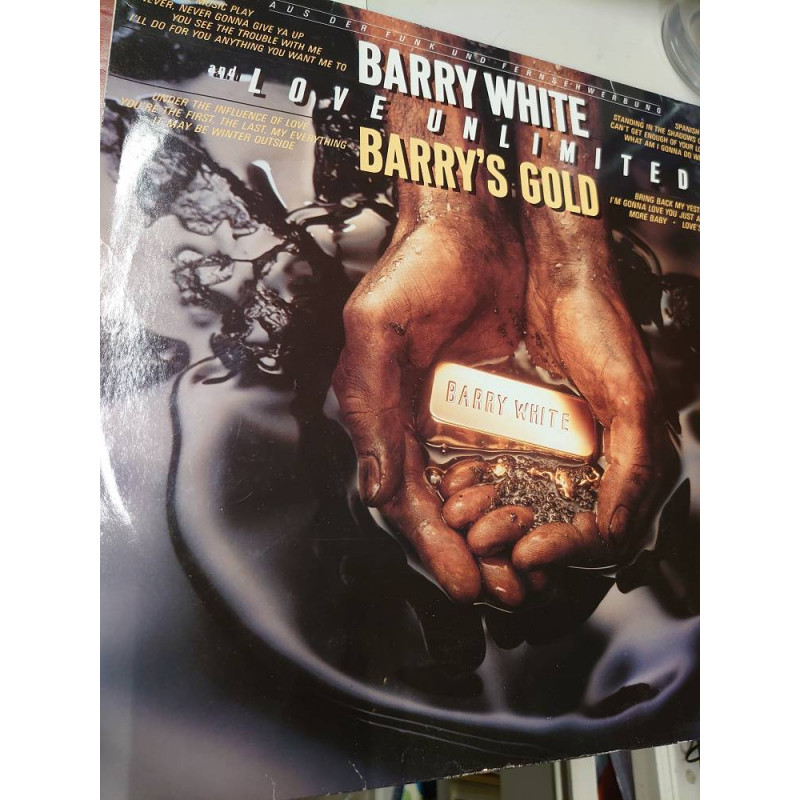 AUS DER FUNK UND FERNSEHWERBUNG
MUSIC PLAY
NEVER, NEVER GONNA GIVE YA UP
YOU SEE THE TROUBLE WITH ME
I'LL DO FOR YOU ANYTHING YOU WANT ME TO
BARRY WHITE
and
LOVE UNLIMITED
BARRY'S GOLD
UNDER THE INFLUENCE OF LOVE
YOU'RE THE FIRST, THE LAST, MY EVERYTHING
IT MAY BE WINTER OUTSIDE
SPANISH
STANDING IN THE SHADOWS
CAN'T GET ENOUGH OF YOUR
WHAT AM I GONNA DO
BRING BACK MY
I'M GONNA LOVE YOU JUST A
MORE BABY • LOVE'S
BARRY WHITE